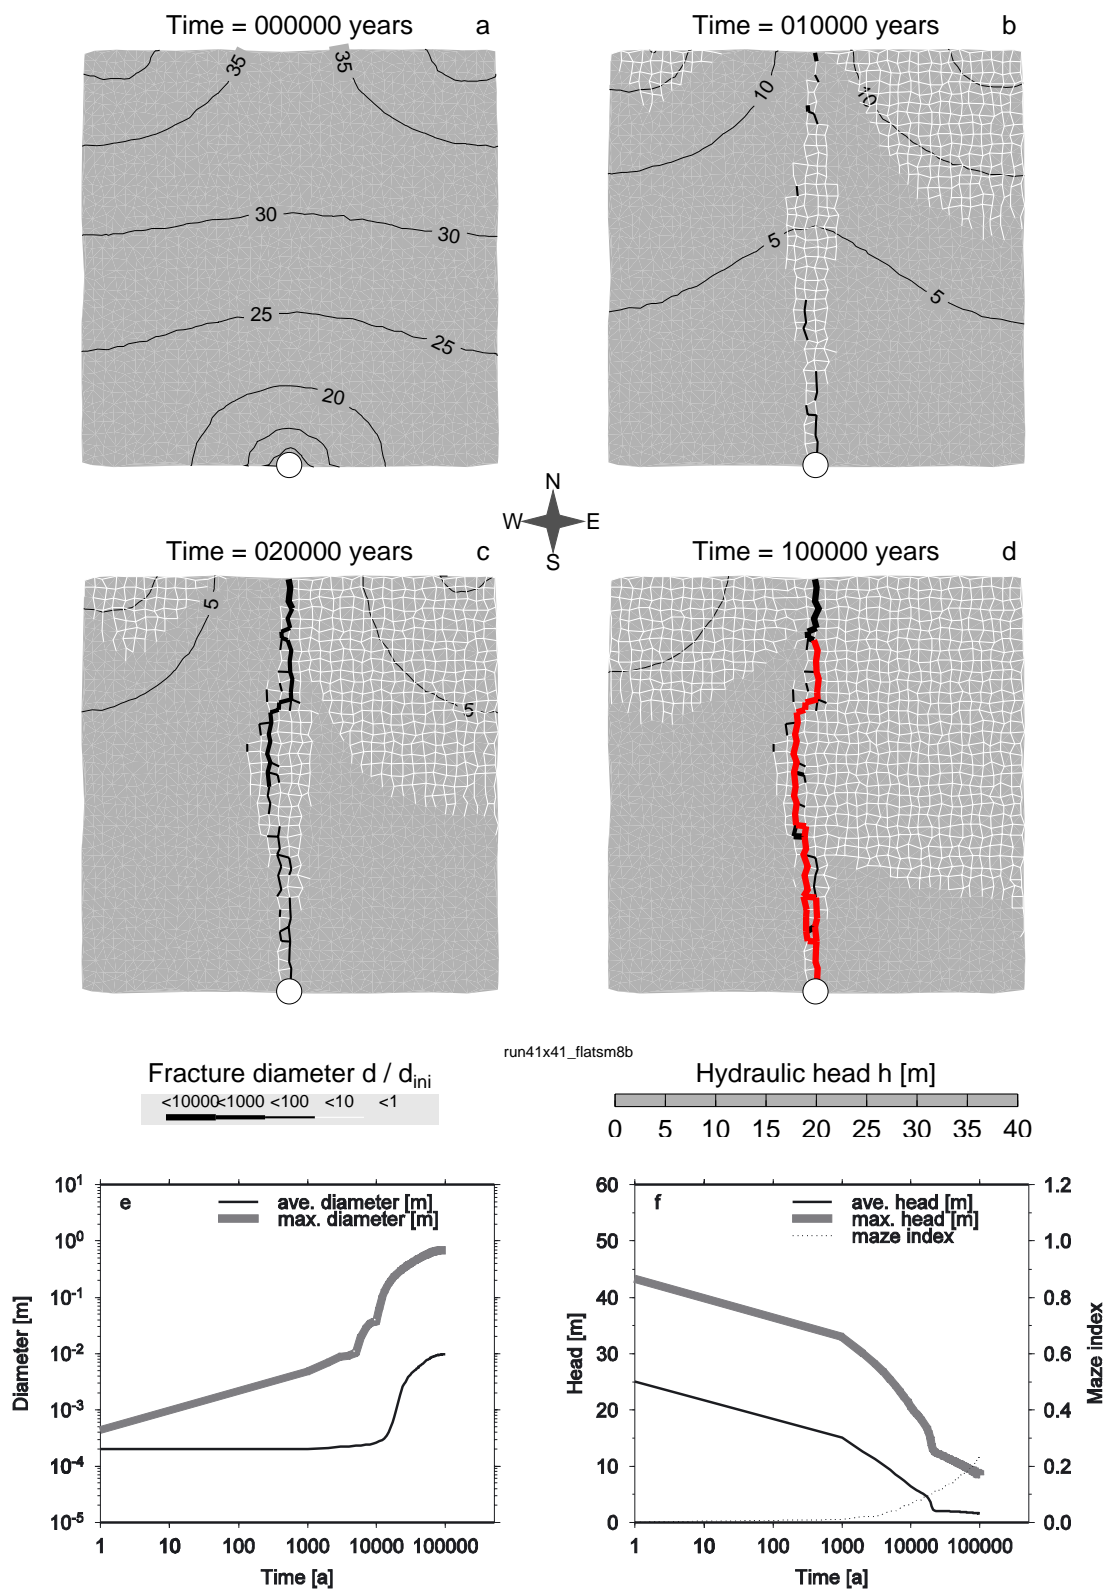 Time = 000000 years a
35
35
30
30
25
25
20
Time = 010000 years b
10
10
5
5
N
W E
S
Time = 020000 years c
5
5
Time = 100000 years d
run41x41_flatsm8b
Fracture diameter d / dini
<10000 <1000 <100 <10 <1
Hydraulic head h [m]
0 5 10 15 20 25 30 35 40
e
ave. diameter [m]
max. diameter [m]
10^1
10^0
10^-1
10^-2
10^-3
10^-4
10^-5
Diameter [m]
1 10 100 1000 10000 100000
Time [a]
f
ave. head [m]
max. head [m]
maze index
60
50
40
30
20
10
0
Head [m]
1.2
1.0
0.8
0.6
0.4
0.2
0.0
Maze index
1 10 100 1000 10000 100000
Time [a]